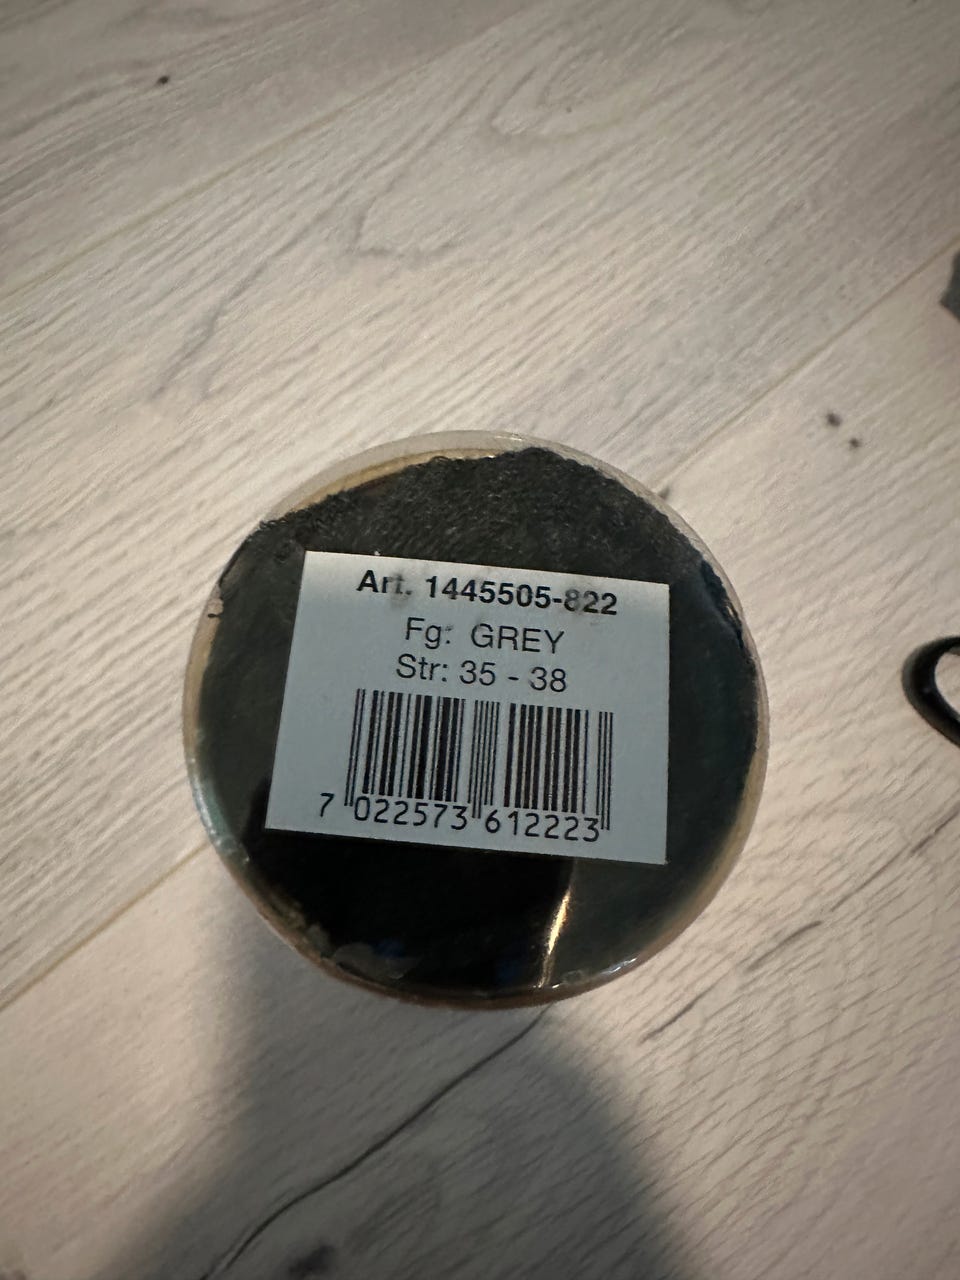 Art. 1445505-822
Fg: GREY
Str: 35 - 38
7 022573 612223